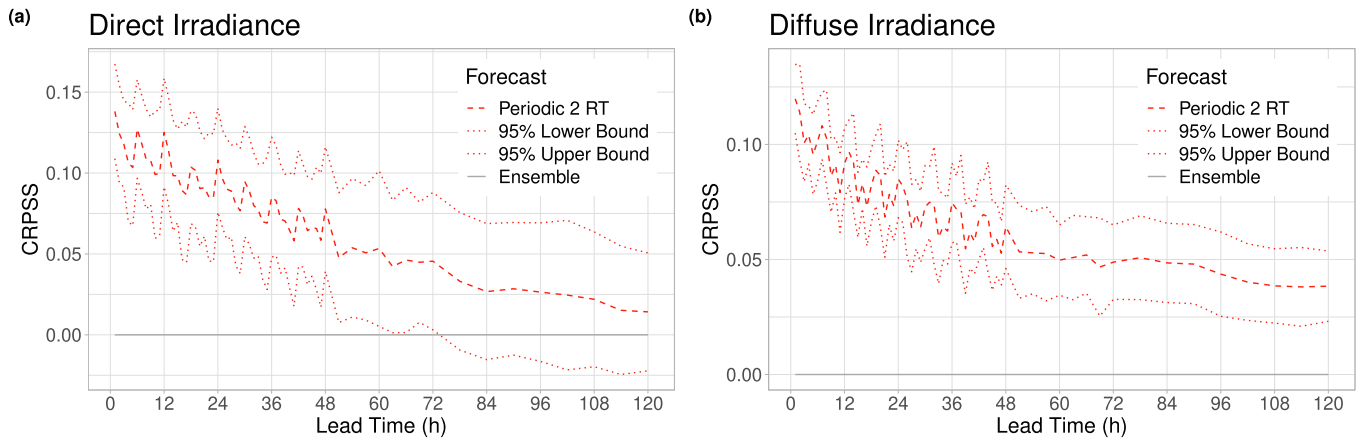 (a)
Direct Irradiance
CRPSS
0.15
0.10
0.05
0.00
Forecast
Periodic 2 RT
95% Lower Bound
95% Upper Bound
Ensemble
0 12 24 36 48 60 72 84 96 108 120
Lead Time (h)
(b)
Diffuse Irradiance
CRPSS
0.10
0.05
0.00
Forecast
Periodic 2 RT
95% Lower Bound
95% Upper Bound
Ensemble
0 12 24 36 48 60 72 84 96 108 120
Lead Time (h)